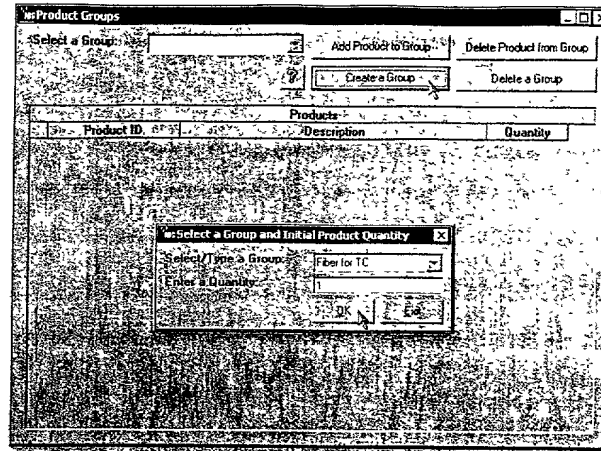 Product Groups
Select a Group:
Add Product to Group
Delete Product from Group
?
Create a Group
Delete a Group
Products
Product ID
Description
Quantity
Select a Group and Initial Product Quantity
Select/Type a Group:
Fiber for TC
Enter a Quantity:
1
OK